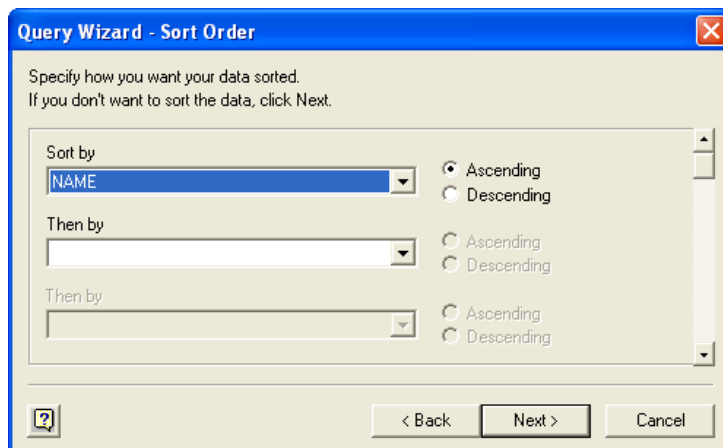 Query Wizard - Sort Order
Specify how you want your data sorted.
If you don't want to sort the data, click Next.
Sort by
NAME
Ascending
Descending
Then by
Ascending
Descending
Then by
Ascending
Descending
?
< Back
Next >
Cancel